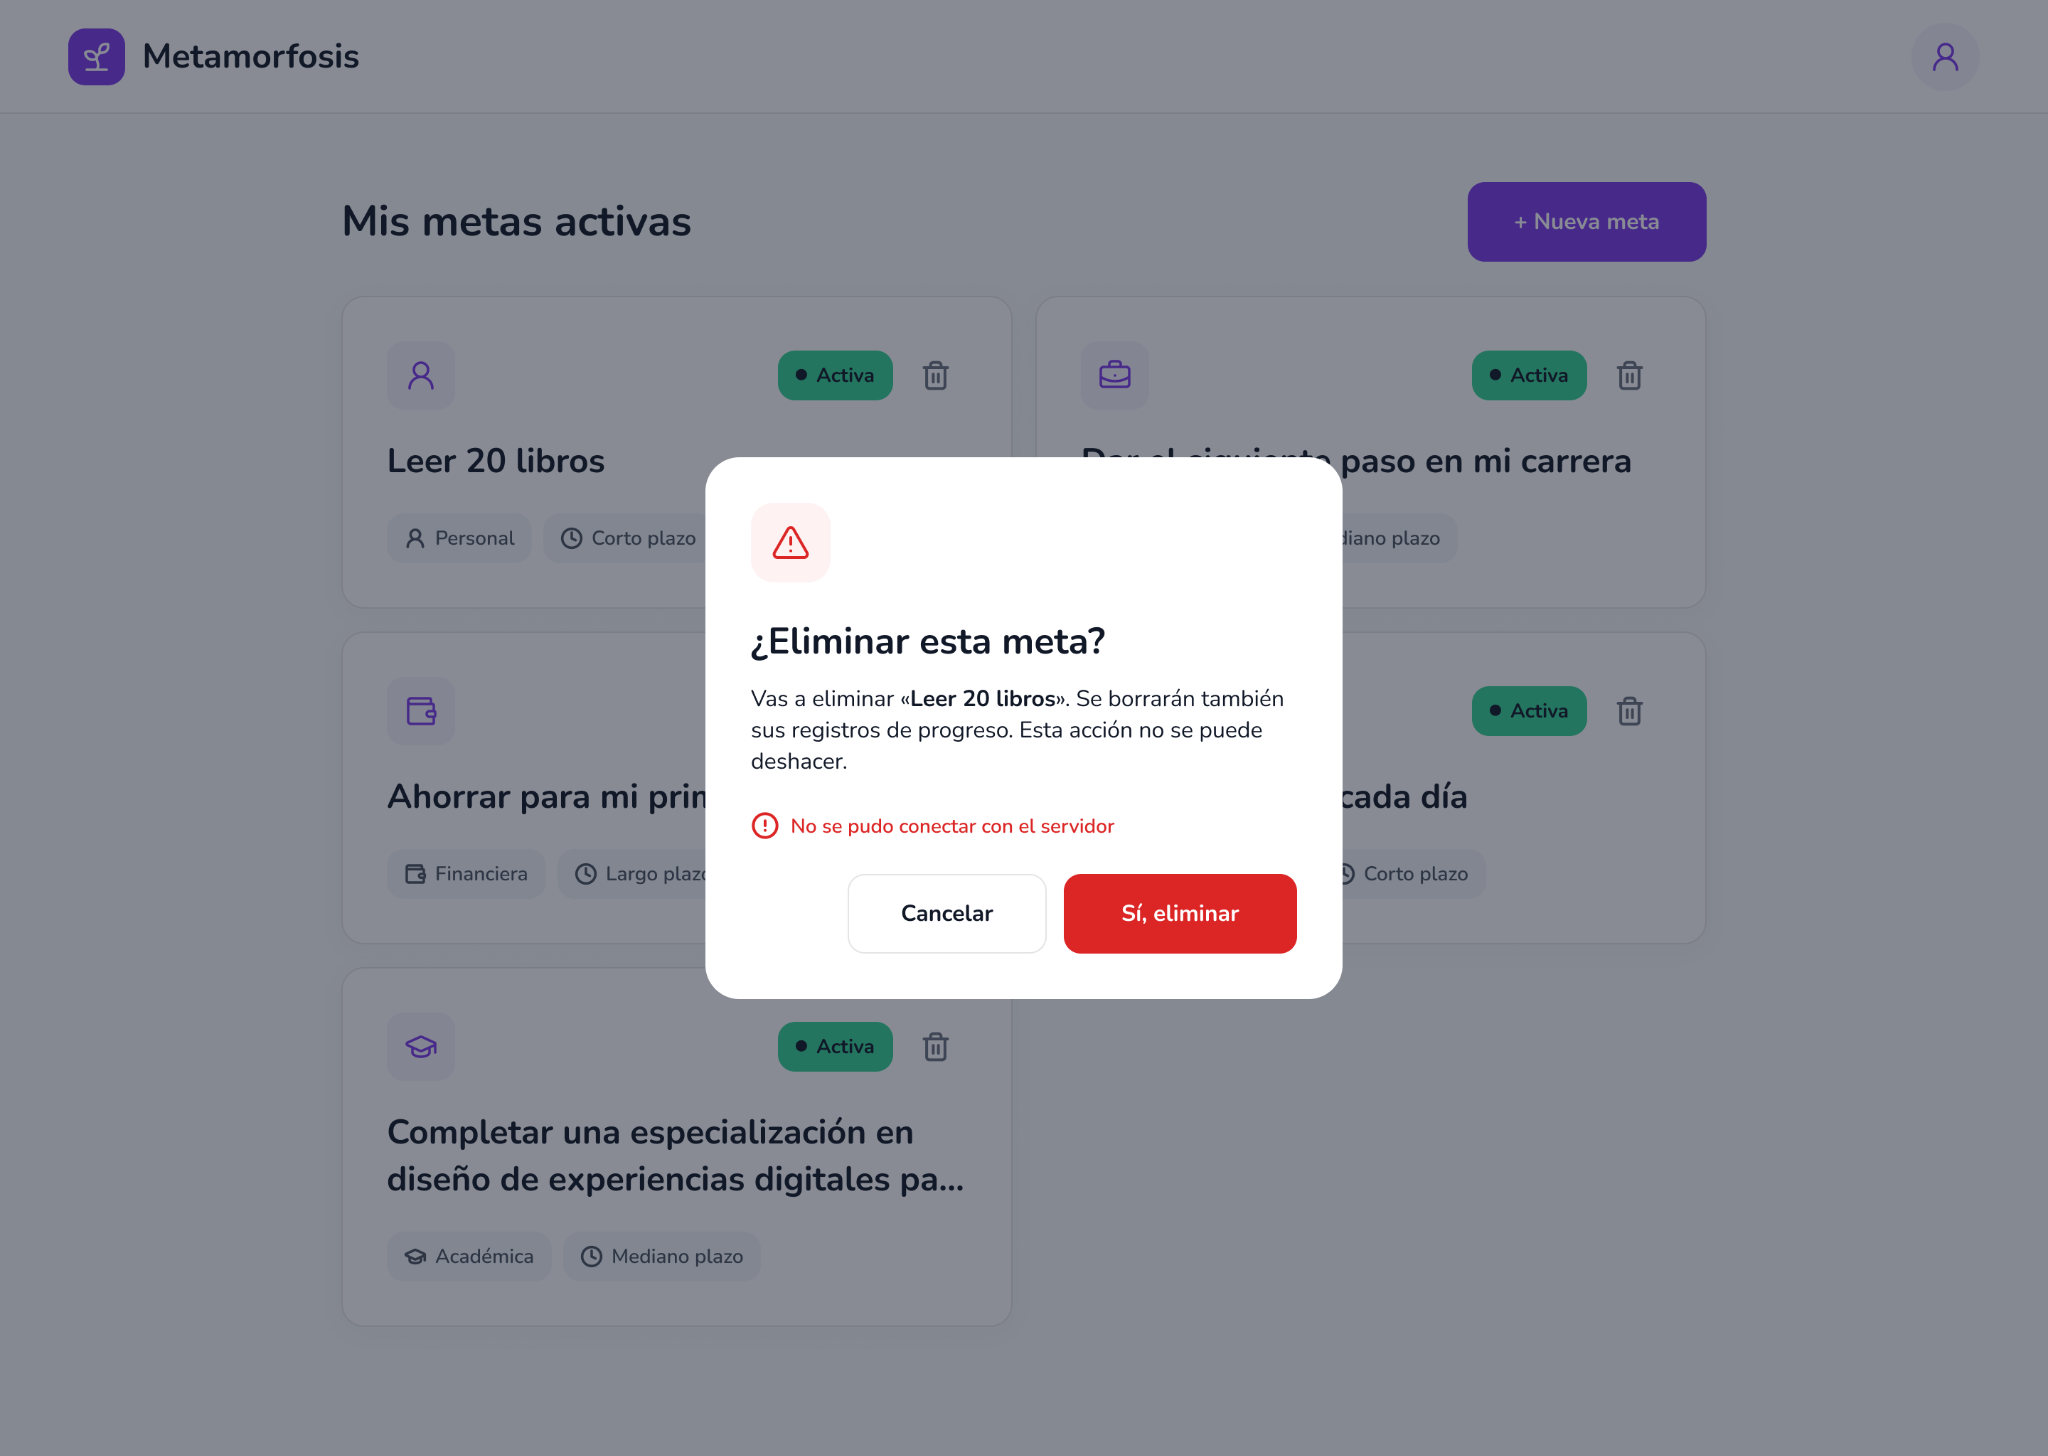 Metamorfosis
Mis metas activas
+ Nueva meta
Activa
Activa
Leer 20 libros
paso en mi carrera
Personal
Corto plazo
plazo
¿Eliminar esta meta?
Vas a eliminar «Leer 20 libros». Se borrarán también
sus registros de progreso. Esta acción no se puede
deshacer.
No se pudo conectar con el servidor
Cancelar
Sí, eliminar
Activa
Ahorrar para mi
cada día
Financiera
Largo
Corto plazo
Activa
Completar una especialización en
diseño de experiencias digitales pa...
Académica
Mediano plazo